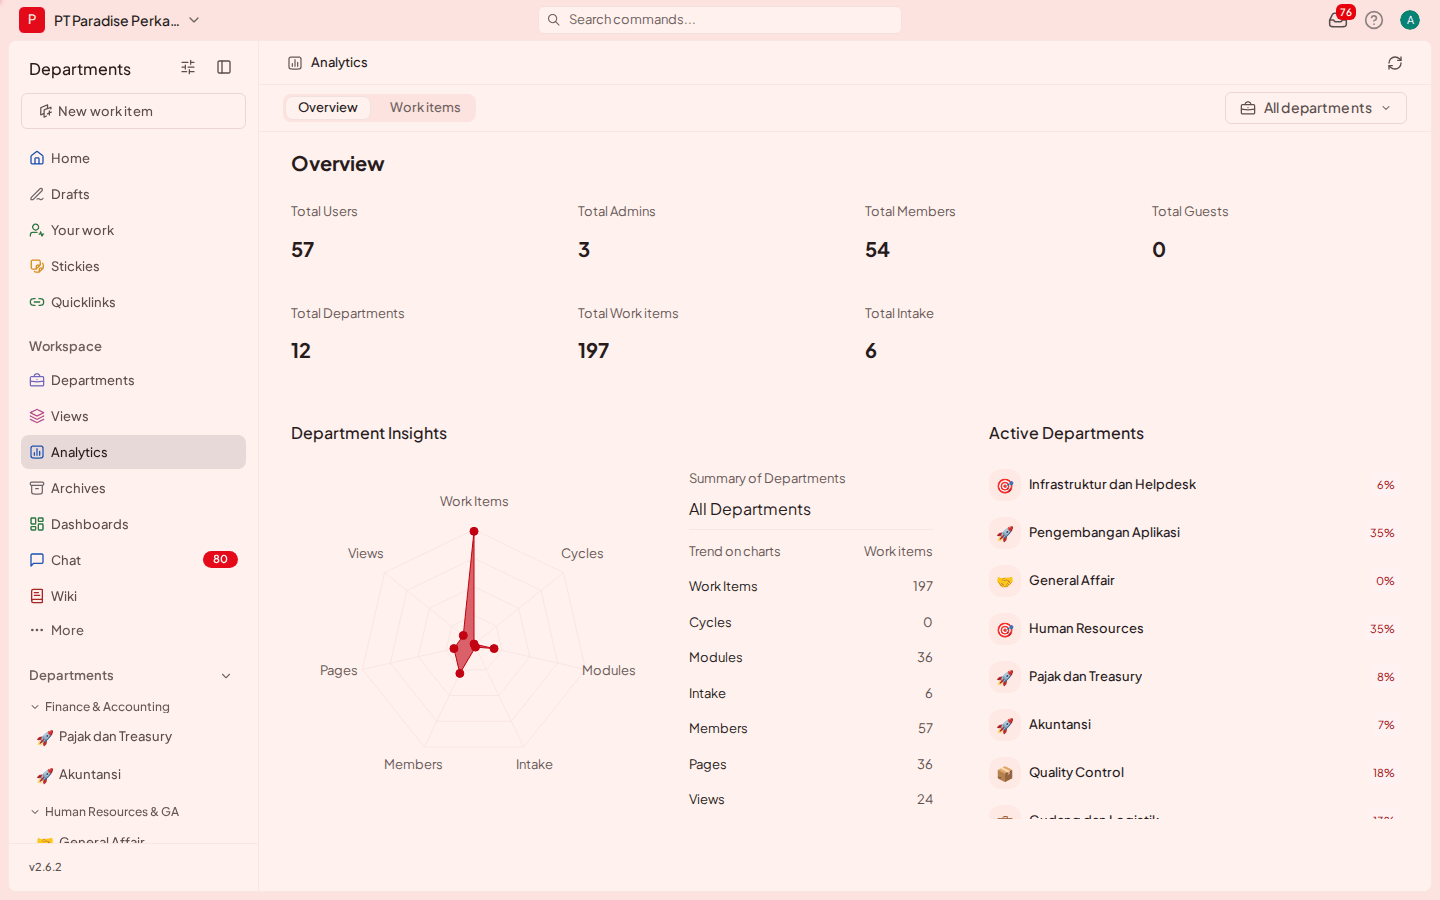 P
PT Paradise Perka...
Search commands...
76
A
Departments
Analytics
New work item
Overview
Work items
All departments
Home
Drafts
Your work
Stickies
Quicklinks
Workspace
Departments
Views
Analytics
Archives
Dashboards
Chat
80
Wiki
More
Departments
Finance & Accounting
Pajak dan Treasury
Akuntansi
Human Resources & GA
General Affair
v2.6.2
Overview
Total Users
57
Total Admins
3
Total Members
54
Total Guests
0
Total Departments
12
Total Work items
197
Total Intake
6
Department Insights
Work Items
Cycles
Modules
Intake
Members
Pages
Views
Summary of Departments
All Departments
Trend on charts Work items
Work Items 197
Cycles 0
Modules 36
Intake 6
Members 57
Pages 36
Views 24
Active Departments
Infrastruktur dan Helpdesk 6%
Pengembangan Aplikasi 35%
General Affair 0%
Human Resources 35%
Pajak dan Treasury 8%
Akuntansi 7%
Quality Control 18%
Gudang dan Logistik